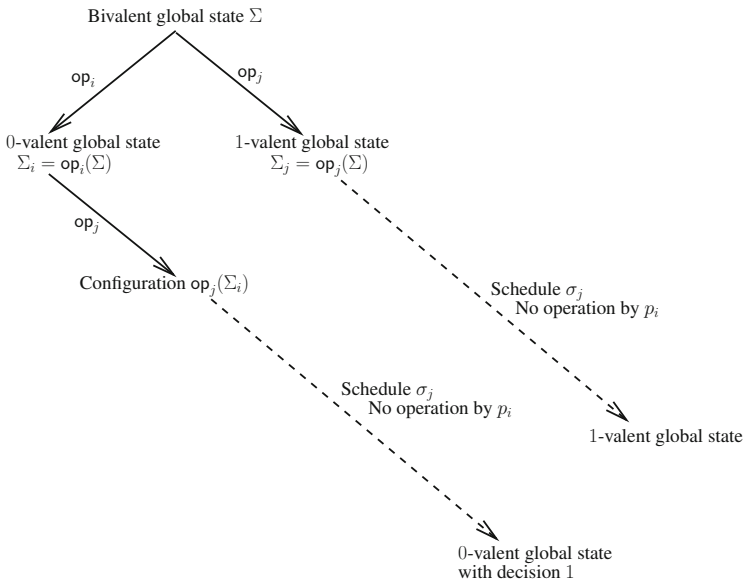 Bivalent global state Σ
op_i
op_j
0-valent global state
Σ_i = op_i(Σ)
1-valent global state
Σ_j = op_j(Σ)
op_j
Configuration op_j(Σ_i)
Schedule σ_j
No operation by p_i
Schedule σ_j
No operation by p_i
1-valent global state
0-valent global state
with decision 1